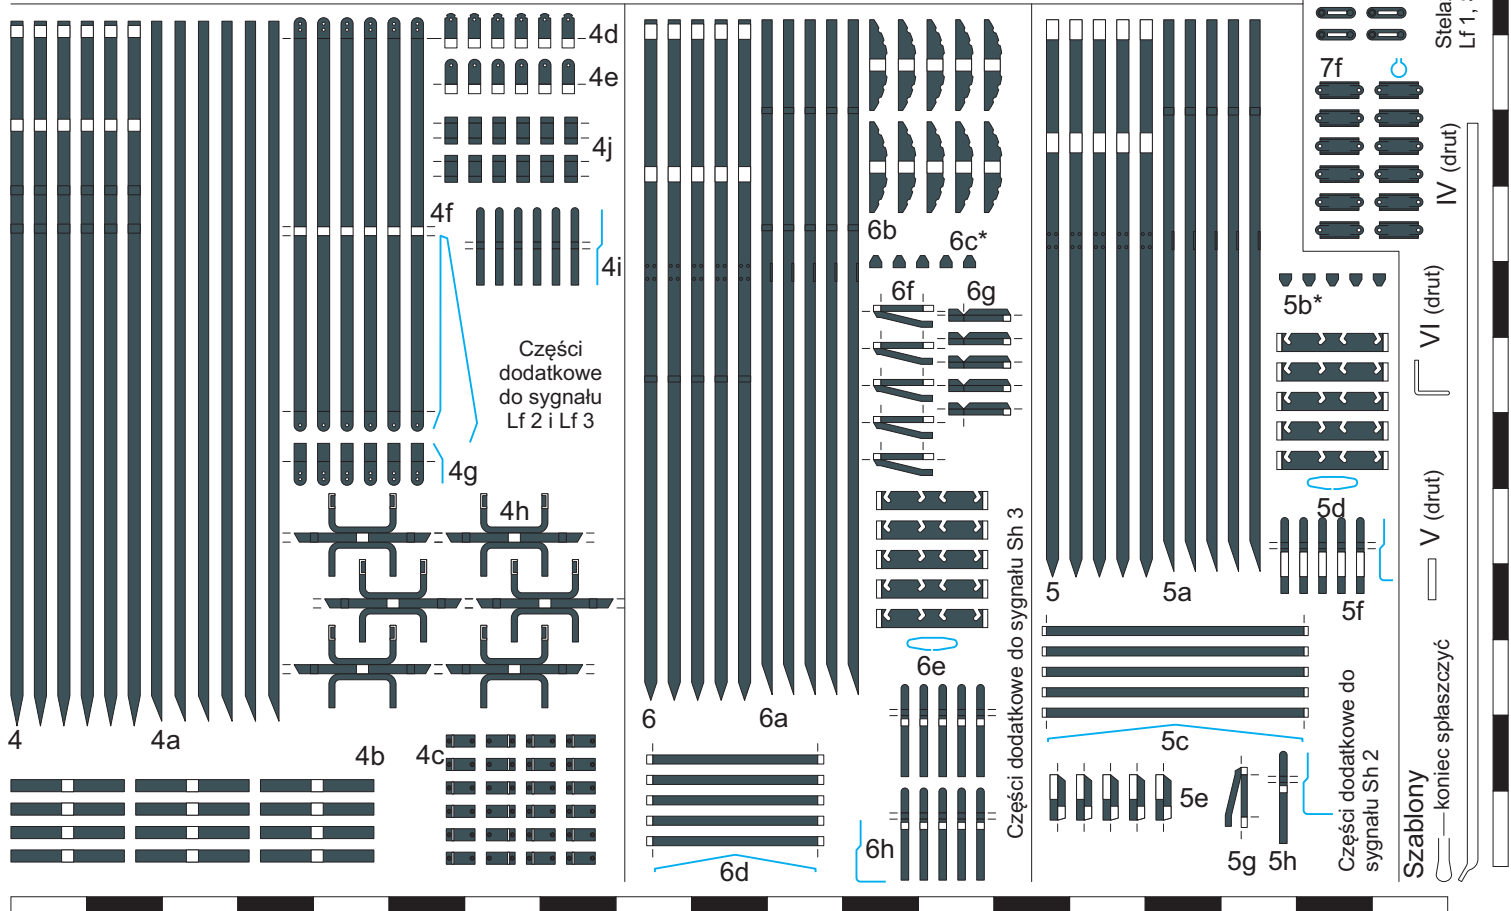 4d
4e
4j
4f
4i
Części
dodatkowe
do sygnału
Lf 2 i Lf 3
4g
4h
4
4a
4b
4c
6b
6c*
6f
6g
6e
6
6a
6d
6h
Części dodatkowe do sygnału Sh 3
5
5a
5b*
5d
5f
5c
5e
5g
5h
Części dodatkowe do
sygnału Sh 2
7f
Lf 1,
IV (drut)
VI (drut)
V (drut)
koniec spłaszczyć
Szablony